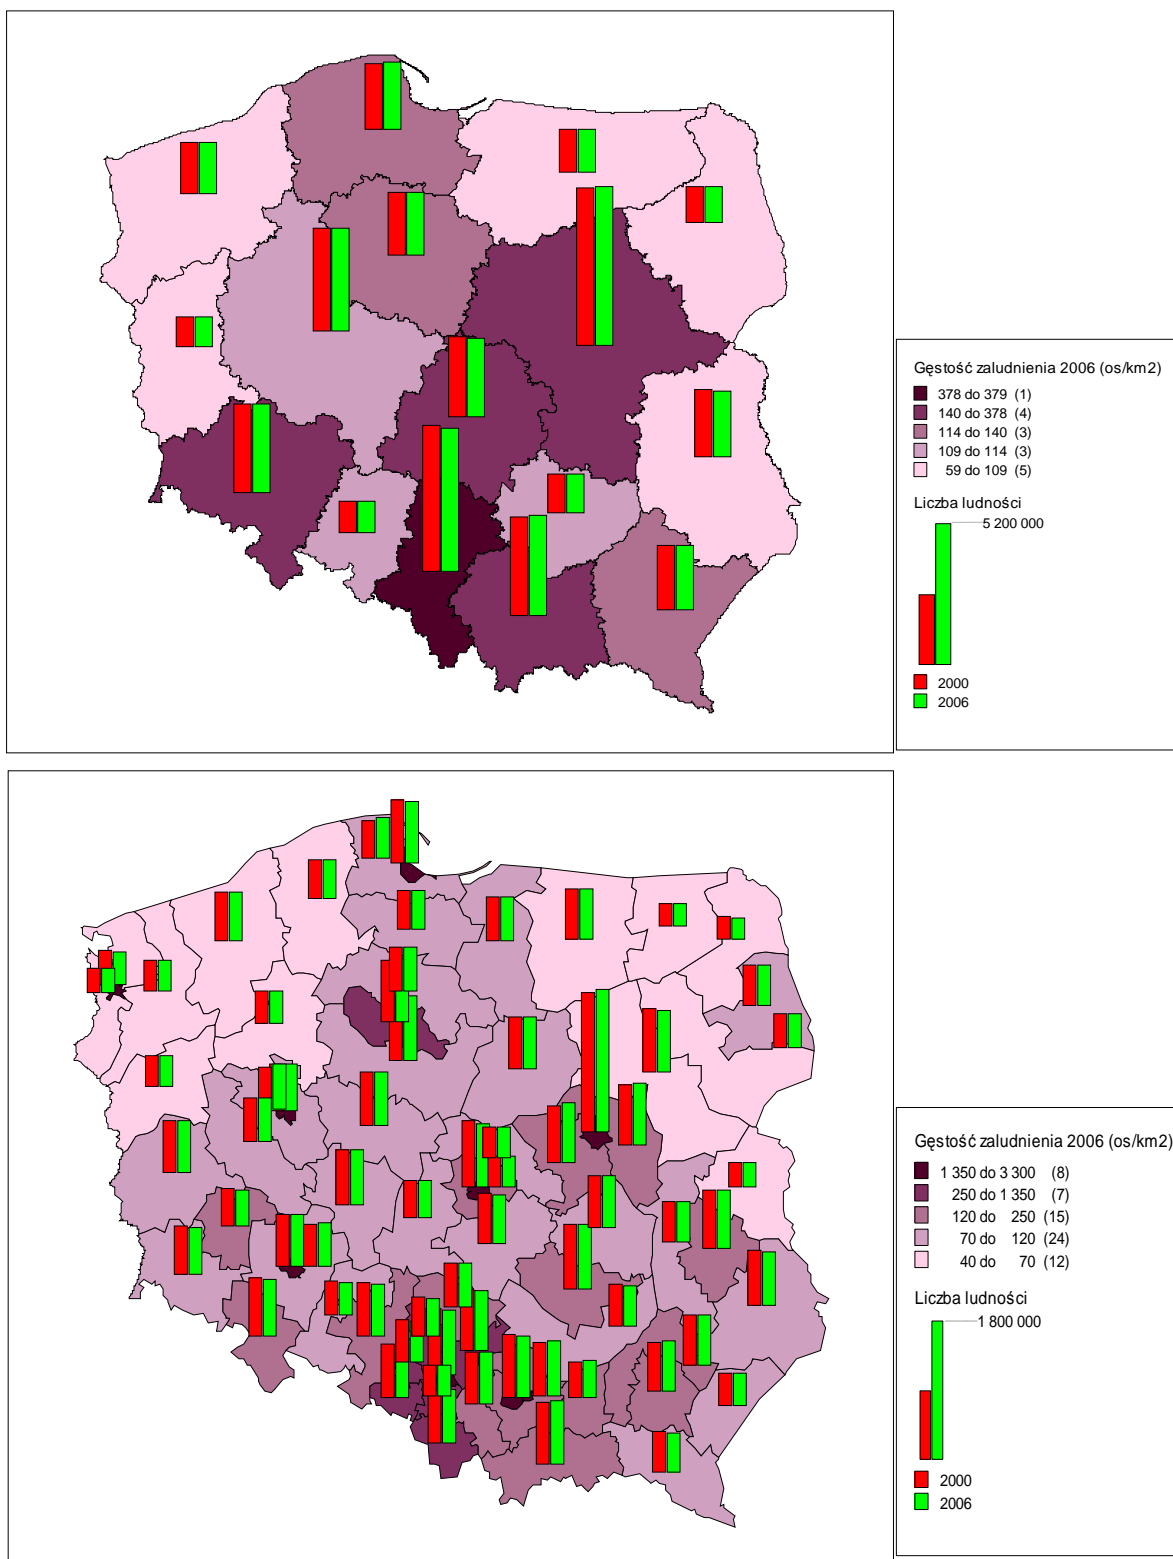 Gęstość zaludnienia 2006 (os/km2)
378 do 379 (1)
140 do 378 (4)
114 do 140 (3)
109 do 114 (3)
59 do 109 (5)
Liczba ludności
5 200 000
2000
2006
Gęstość zaludnienia 2006 (os/km2)
1 350 do 3 300 (8)
250 do 1 350 (7)
120 do 250 (15)
70 do 120 (24)
40 do 70 (12)
Liczba ludności
1 800 000
2000
2006